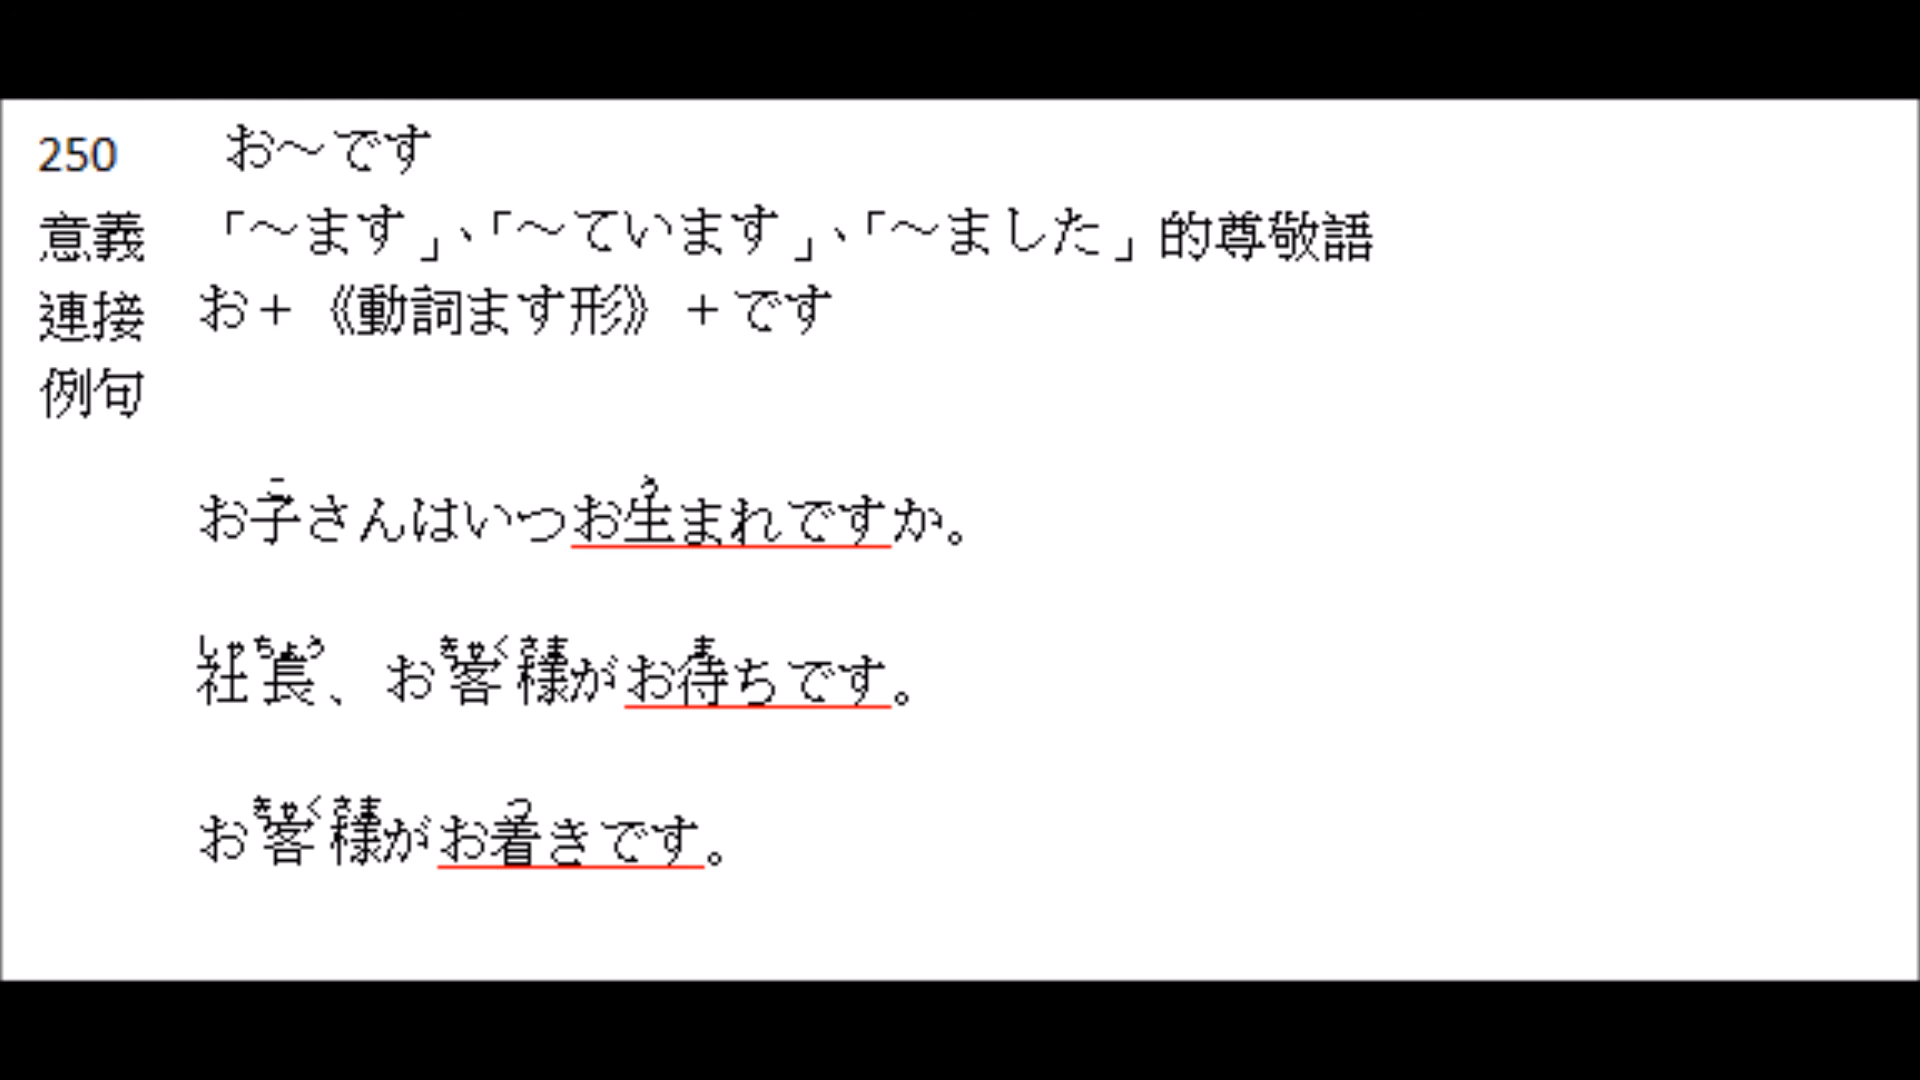 250 お～です
意義 「～ます」、「～ています」、「～ました」的尊敬語
連接 お＋《動詞ます形》＋です
例句
お子さんはいつお生まれですか。
社長、お客様がお待ちです。
お客様がお着きです。